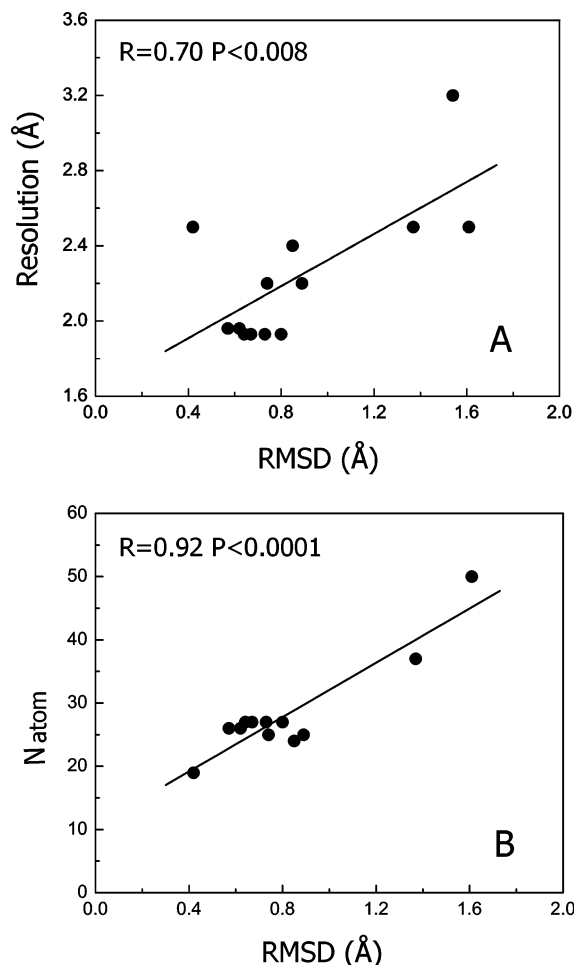 3.6
R=0.70 P<0.008
3.2
2.8
Resolution (Å)
2.4
2.0
A
1.6
0.0 0.4 0.8 1.2 1.6 2.0
RMSD (Å)
60
R=0.92 P<0.0001
50
40
30
N atom
20
10
B
0
0.0 0.4 0.8 1.2 1.6 2.0
RMSD (Å)